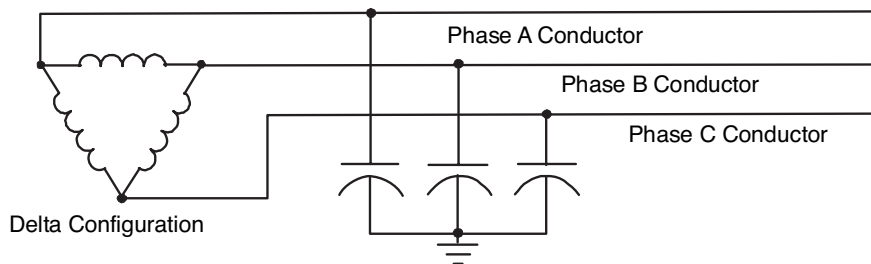 Phase A Conductor
Phase B Conductor
Phase C Conductor
Delta Configuration